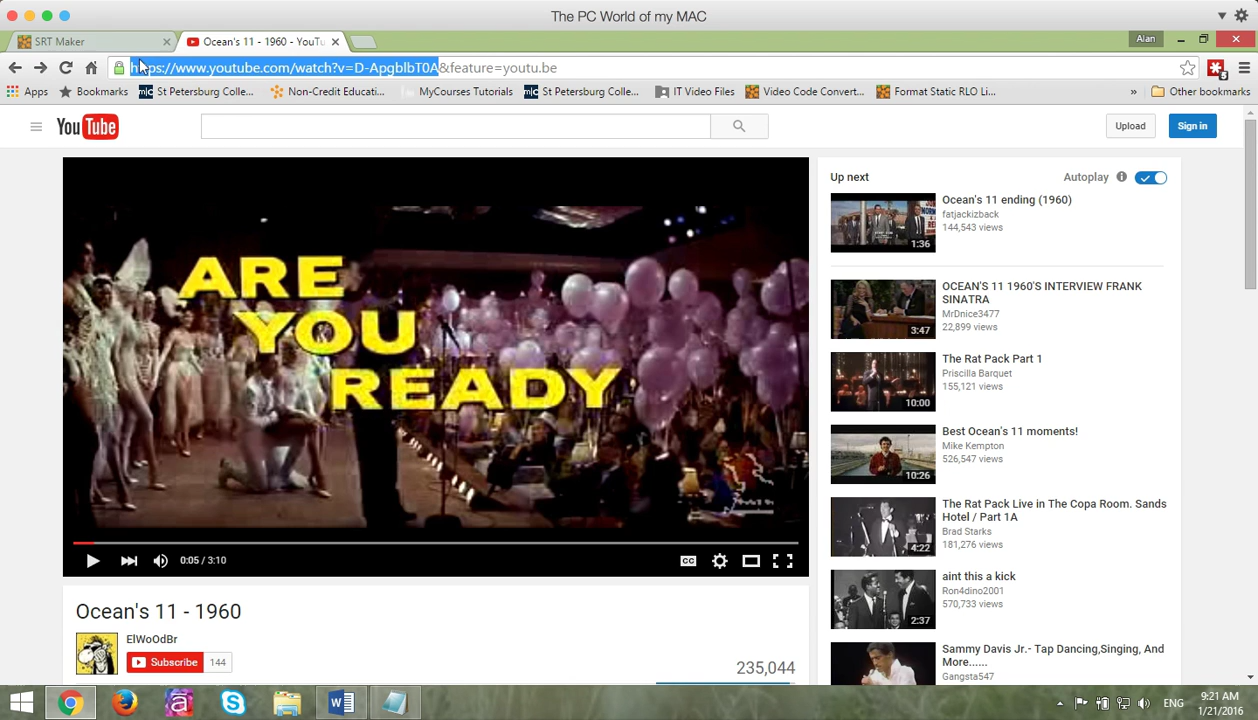 The PC World of my MAC
SRT Maker
Ocean's 11 - 1960 - YouTu
Alan
https://www.youtube.com/watch?v=D-ApgblbT0A&feature=youtu.be
5
Apps
Bookmarks
St Petersburg Colle...
Non-Credit Educati...
MyCourses Tutorials
St Petersburg Colle...
IT Video Files
Video Code Convert...
Format Static RLO Li...
»
Other bookmarks
YouTube
Upload
Sign in
ARE
YOU
READY
0:05 / 3:10
CC
Ocean's 11 - 1960
ElWoOdBr
Subscribe
144
235,044
Up next
Autoplay
Ocean's 11 ending (1960)
fatjackizback
144,543 views
1:36
OCEAN'S 11 1960'S INTERVIEW FRANK
SINATRA
MrDnice3477
22,899 views
3:47
The Rat Pack Part 1
Priscilla Barquet
155,121 views
10:00
Best Ocean's 11 moments!
Mike Kempton
526,547 views
10:26
The Rat Pack Live in The Copa Room. Sands
Hotel / Part 1A
Brad Starks
181,276 views
4:22
aint this a kick
Ron4dino2001
570,733 views
2:37
Sammy Davis Jr.- Tap Dancing,Singing, And
More......
Gangsta547
ENG
9:21 AM
1/21/2016